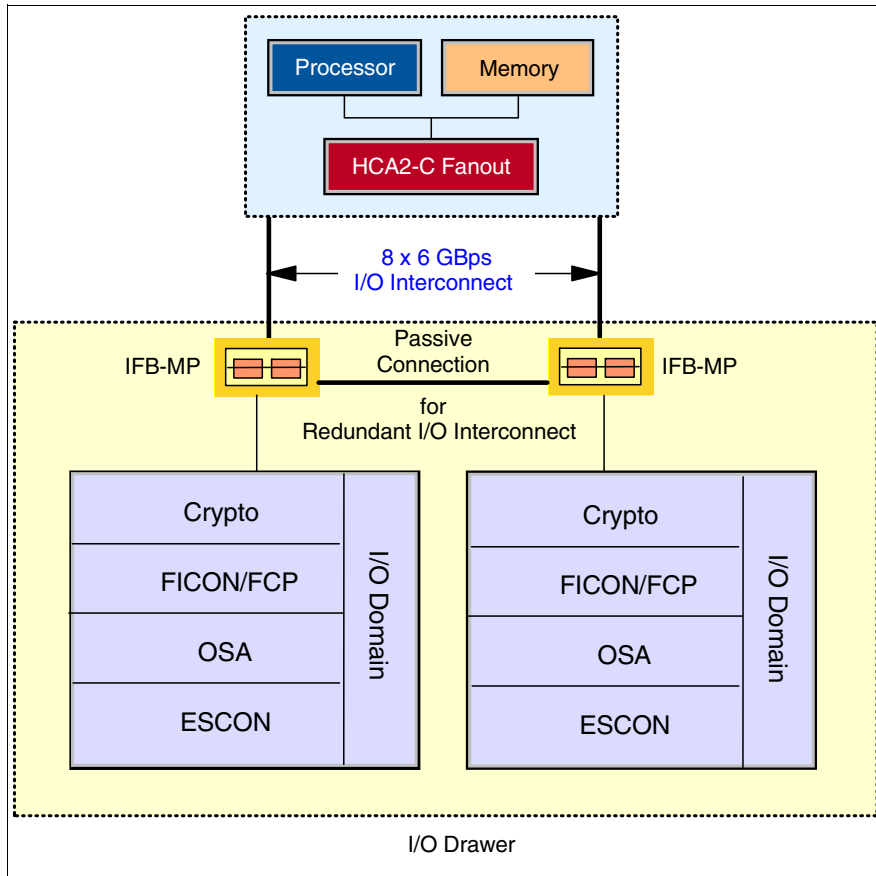 Processor
Memory
HCA2-C Fanout
8 x 6 GBps
I/O Interconnect
IFB-MP
Passive
Connection
IFB-MP
for
Redundant I/O Interconnect
Crypto
FICON/FCP
OSA
ESCON
I/O Domain
Crypto
FICON/FCP
OSA
ESCON
I/O Domain
I/O Drawer